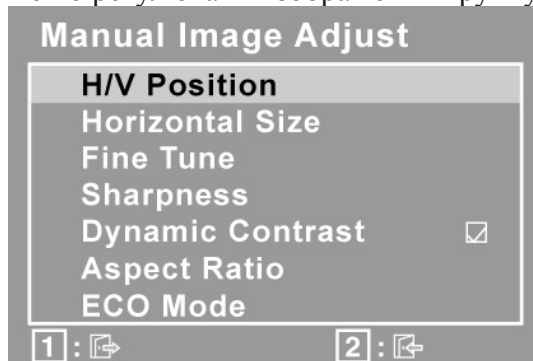 Manual Image Adjust
H/V Position
Horizontal Size
Fine Tune
Sharpness
Dynamic Contrast
Aspect Ratio
ECO Mode
1 : 2 :